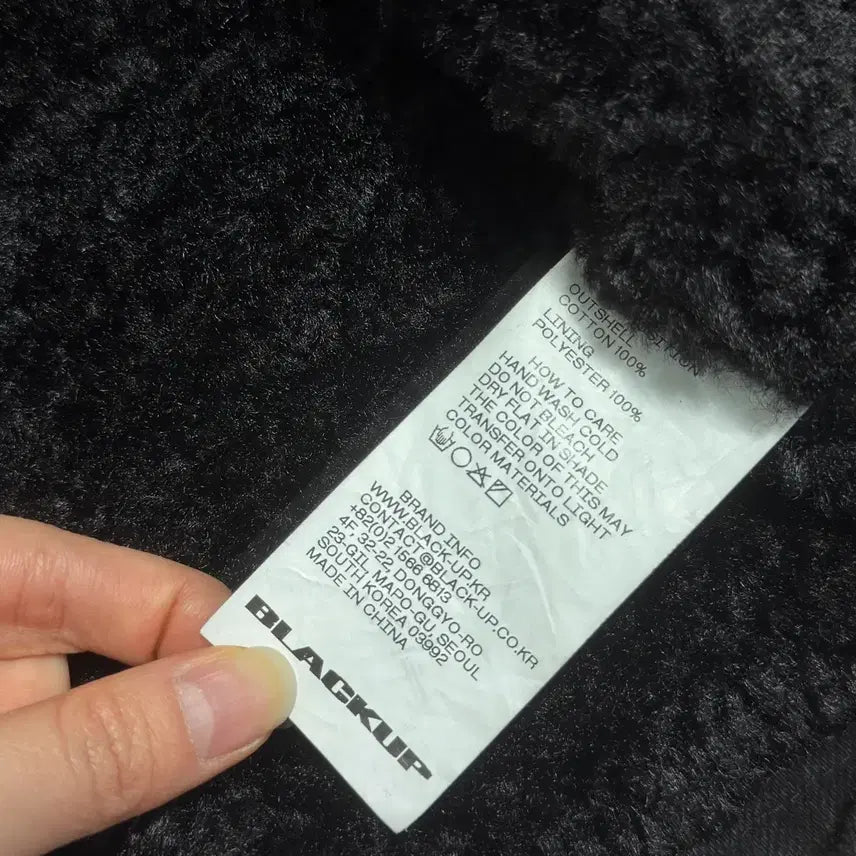 OUTSHELL
COTTON 100%
LINING
POLYESTER 100%
HOW TO CARE
HAND WASH COLD
DO NOT BLEACH
DRY FLAT IN SHADE
THE COLOR OF THIS MAY
TRANSFER ONTO LIGHT
COLOR MATERIALS
BRAND INFO
WWW.BLACK-UP.KR
CONTACT@BLACK-UP.CO.KR
+82(0)2 1566 6613
4F, 32-22 DONGGYO-RO
23-GIL MAPO-GU SEOUL
SOUTH KOREA 03992
MADE IN CHINA
BLACKUP